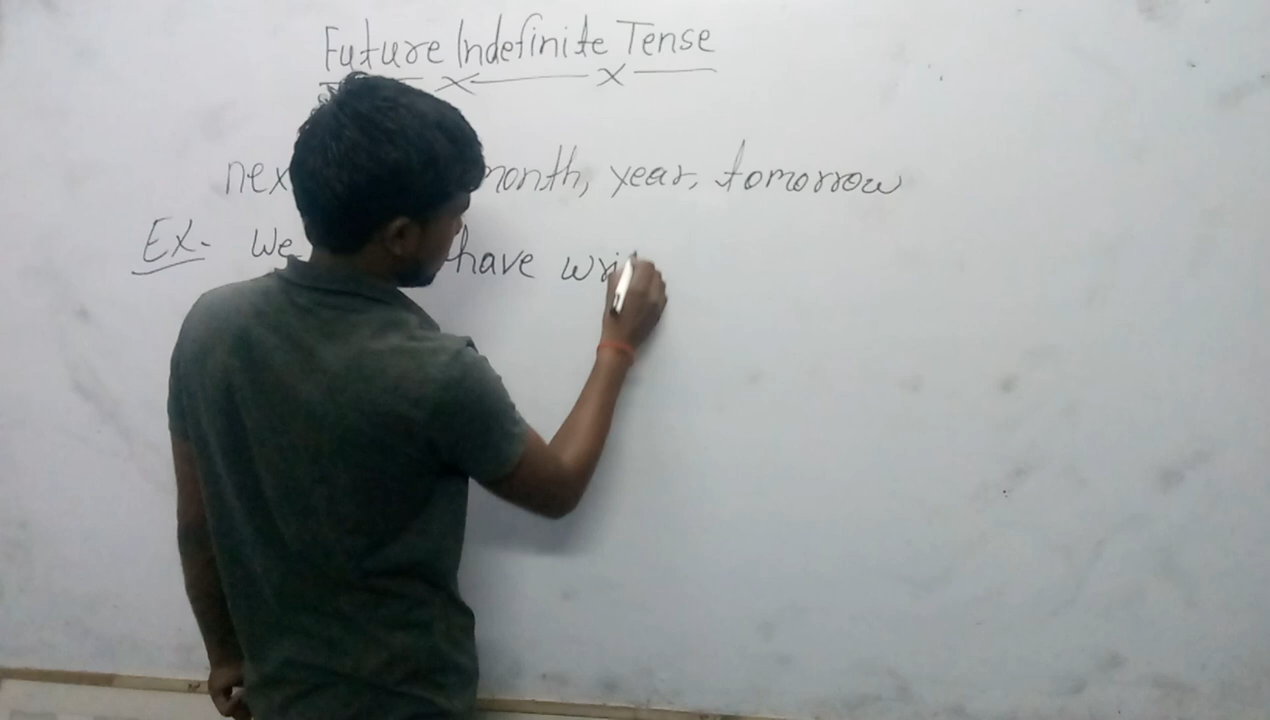 Future Indefinite Tense
month, year, tomorrow
Ex. We have